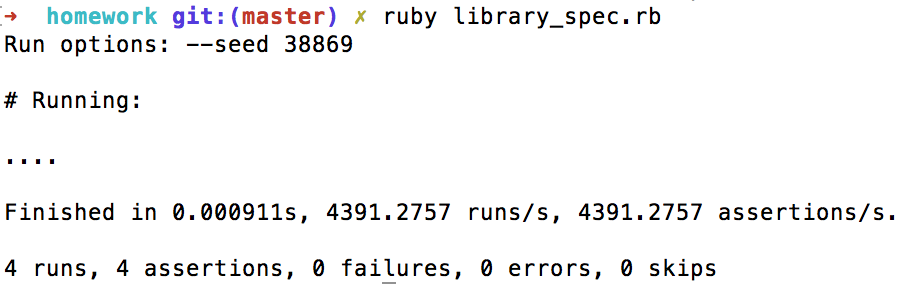 ➜ homework git:(master) ✗ ruby library_spec.rb
Run options: --seed 38869
# Running:
....
Finished in 0.000911s, 4391.2757 runs/s, 4391.2757 assertions/s.
4 runs, 4 assertions, 0 failures, 0 errors, 0 skips